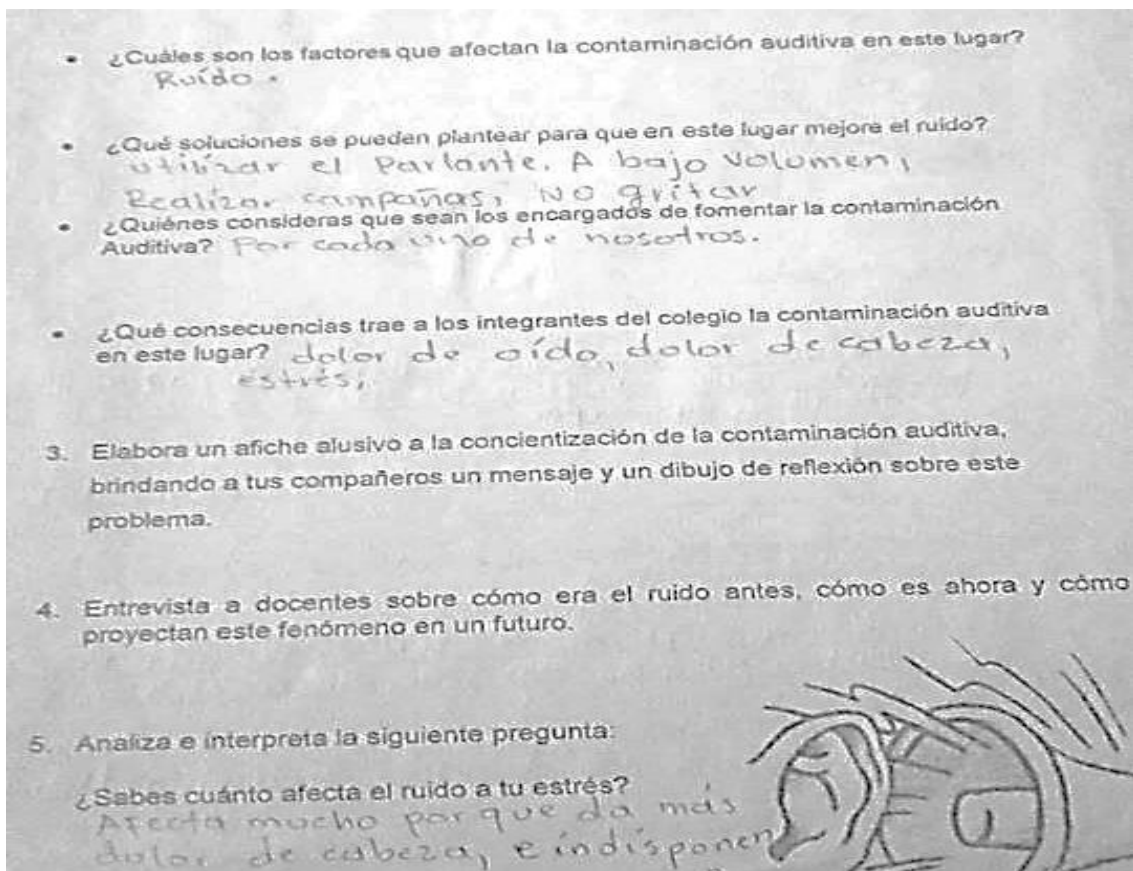 • ¿Cuáles son los factores que afectan la contaminación auditiva en este lugar?
Ruído.
• ¿Qué soluciones se pueden plantear para que en este lugar mejore el ruido?
utilizar el Parlante. A bajo volumen,
Realizar campañas, No gritar
• ¿Quiénes consideras que sean los encargados de fomentar la contaminación
Auditiva? Por cada uno de nosotros.
• ¿Qué consecuencias trae a los integrantes del colegio la contaminación auditiva
en este lugar? dolor de oído, dolor de cabeza,
estrés,
3. Elabora un afiche alusivo a la concientización de la contaminación auditiva,
brindando a tus compañeros un mensaje y un dibujo de reflexión sobre este
problema.
4. Entrevista a docentes sobre cómo era el ruido antes, cómo es ahora y cómo
proyectan este fenómeno en un futuro.
5. Analiza e interpreta la siguiente pregunta:
¿Sabes cuánto afecta el ruido a tu estrés?
Afecta mucho porque da más
dolor de cabeza, e indisponen